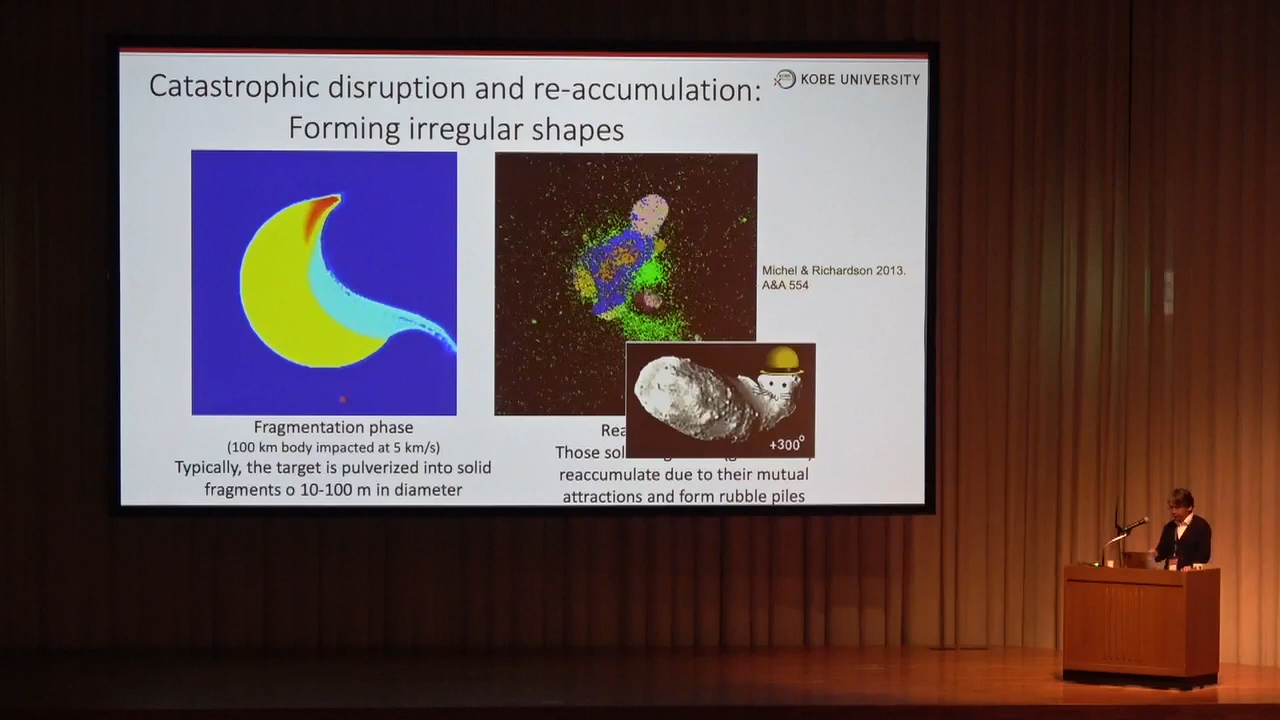 Catastrophic disruption and re-accumulation:
Forming irregular shapes
KOBE UNIVERSITY
Michel & Richardson 2013.
A&A 554
+300°
Fragmentation phase
(100 km body impacted at 5 km/s)
Typically, the target is pulverized into solid
fragments o 10-100 m in diameter
Rea
Those sol
reaccumulate due to their mutual
attractions and form rubble piles